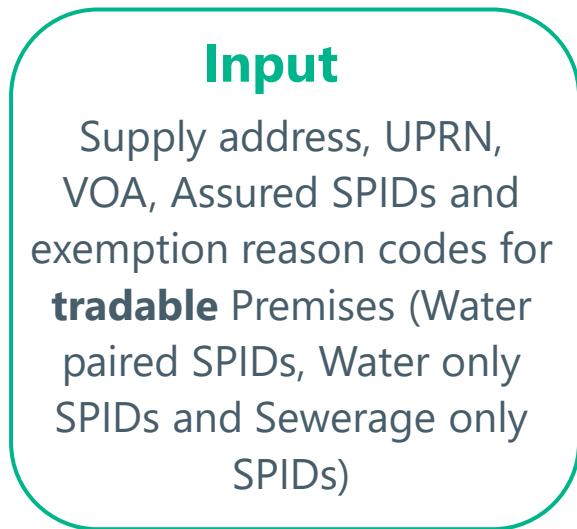 Input
Supply address, UPRN,
VOA, Assured SPIDs and
exemption reason codes for
tradable Premises (Water
paired SPIDs, Water only
SPIDs and Sewerage only
SPIDs)